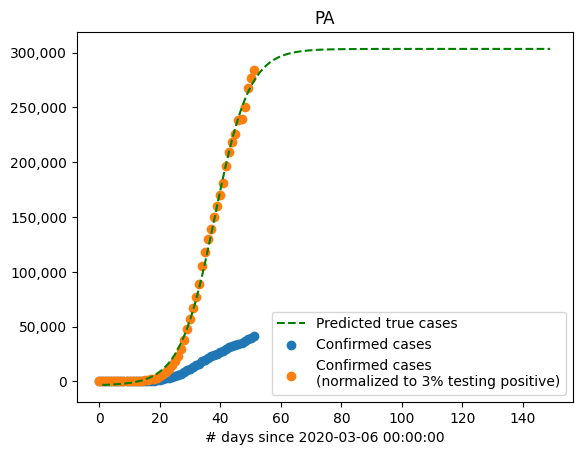 PA
300,000
250,000
200,000
150,000
100,000
50,000
0
0 20 40 60 80 100 120 140
# days since 2020-03-06 00:00:00
Predicted true cases
Confirmed cases
Confirmed cases
(normalized to 3% testing positive)